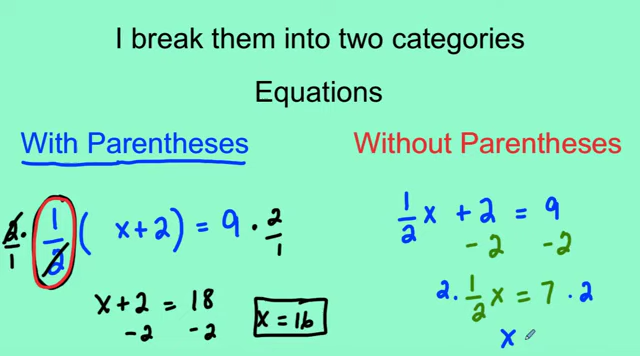 I break them into two categories
Equations
With Parentheses
2/1 · 1/2 ( x + 2) = 9 · 2/1
x + 2 = 18
-2 -2
x = 16
Without Parentheses
1/2 x + 2 = 9
-2 -2
2 · 1/2 x = 7 · 2
x